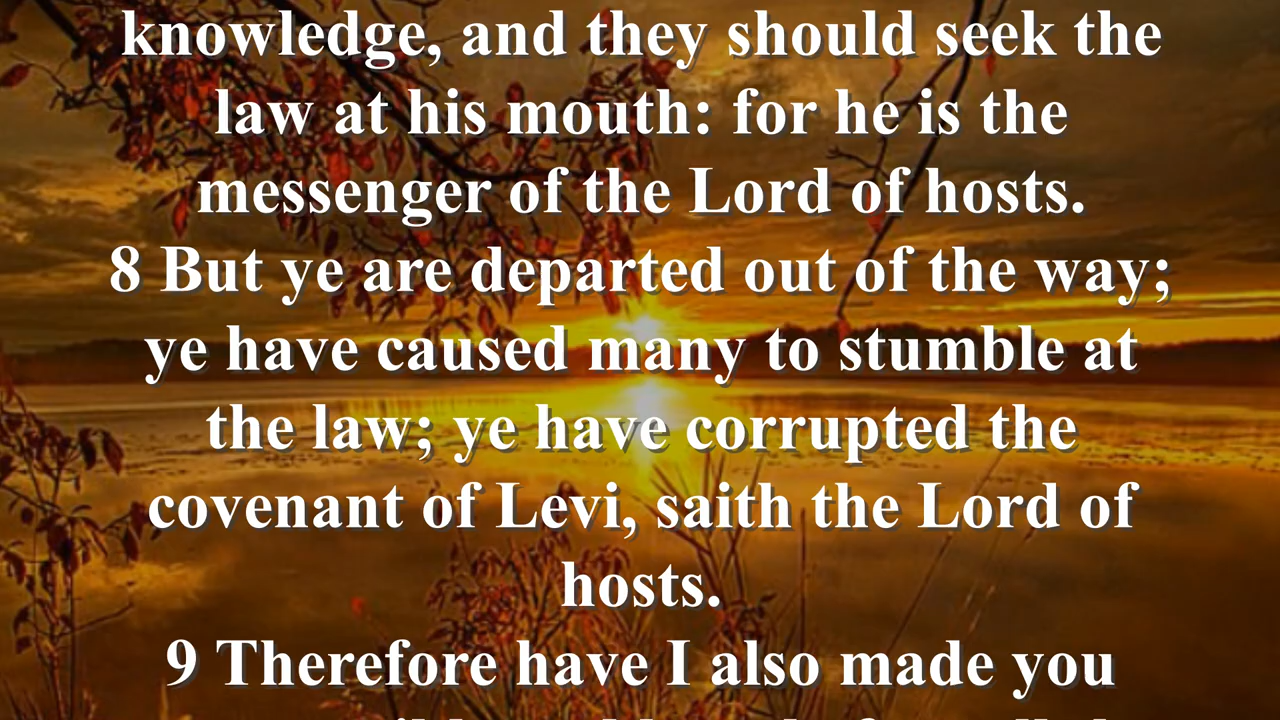 knowledge, and they should seek the
law at his mouth: for he is the
messenger of the Lord of hosts.
8 But ye are departed out of the way;
ye have caused many to stumble at
the law; ye have corrupted the
covenant of Levi, saith the Lord of
hosts.
9 Therefore have I also made you